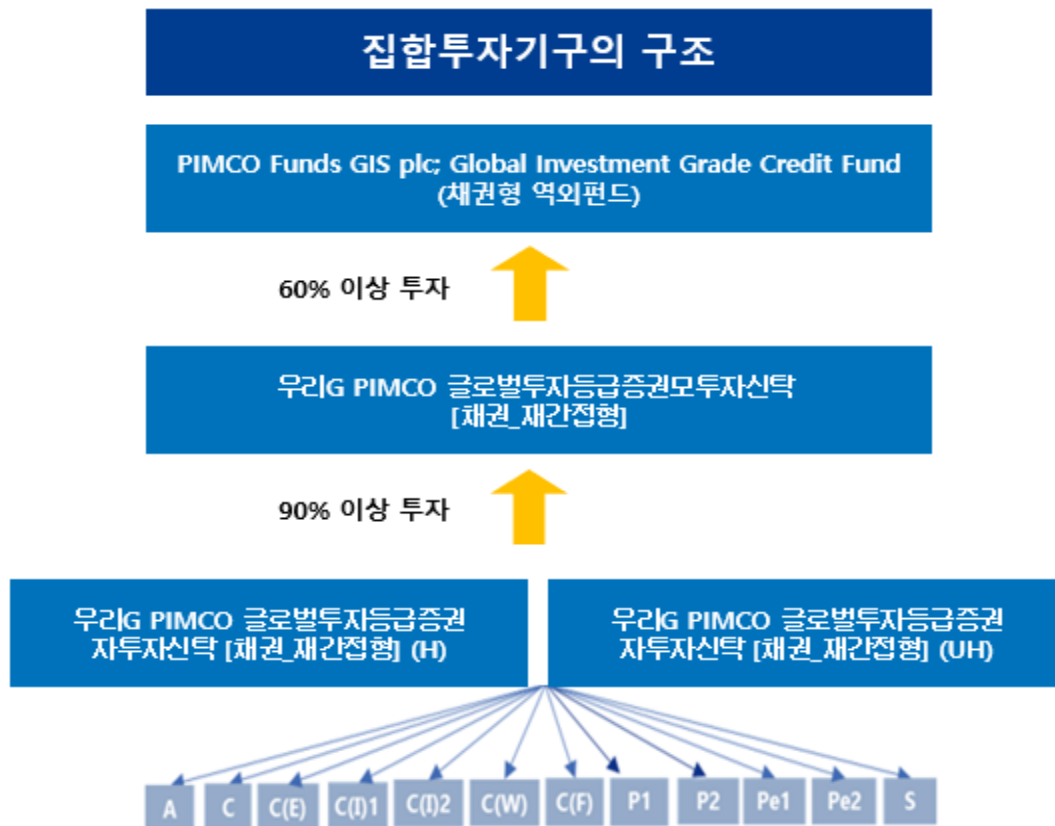 집합투자기구의 구조
PIMCO Funds GIS plc; Global Investment Grade Credit Fund
(채권형 역외펀드)
60% 이상 투자
우리G PIMCO 글로벌투자등급증권모투자신탁
[채권_재간접형]
90% 이상 투자
우리G PIMCO 글로벌투자등급증권
자투자신탁 [채권_재간접형] (H)
우리G PIMCO 글로벌투자등급증권
자투자신탁 [채권_재간접형] (UH)
A C C(E) C(I)1 C(I)2 C(W) C(F) P1 P2 Pe1 Pe2 S